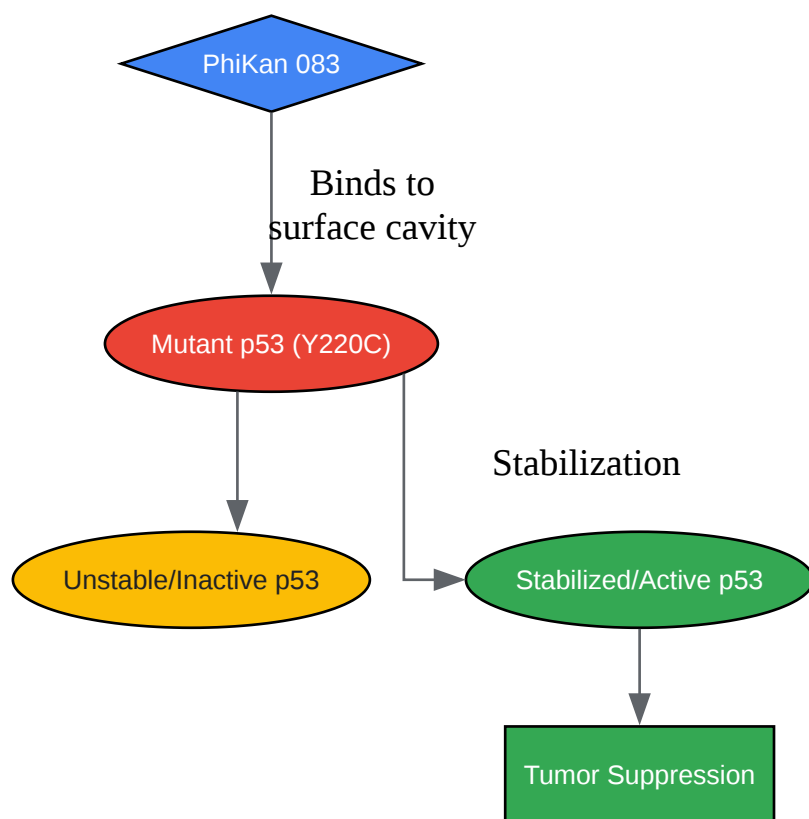 PhiKan 083
Binds to
surface cavity
Mutant p53 (Y220C)
Stabilization
Unstable/Inactive p53
Stabilized/Active p53
Tumor Suppression